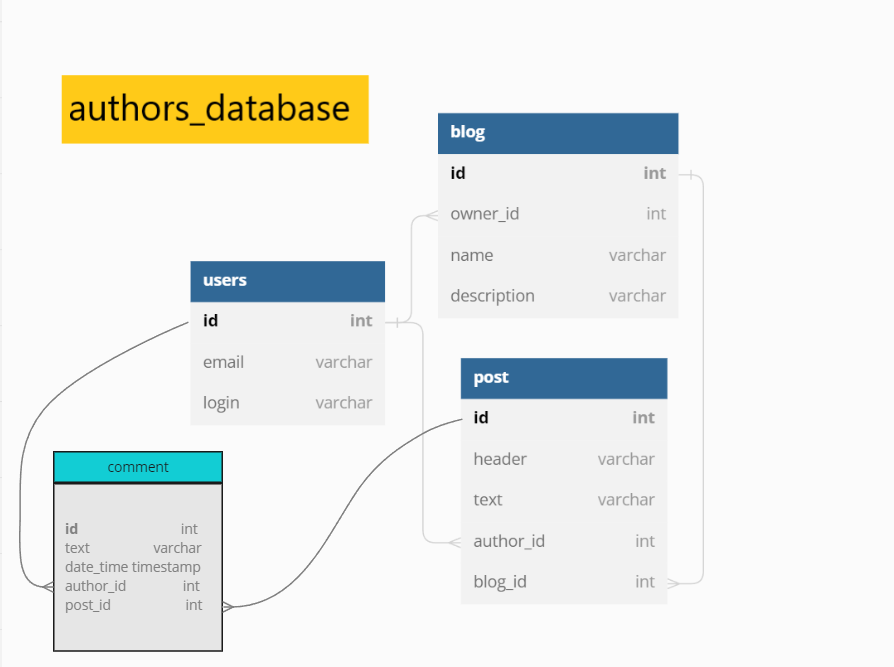 authors_database
blog
id int
owner_id int
name varchar
description varchar
users
id int
email varchar
login varchar
post
id int
header varchar
text varchar
author_id int
blog_id int
comment
id int
text varchar
date_time timestamp
author_id int
post_id int